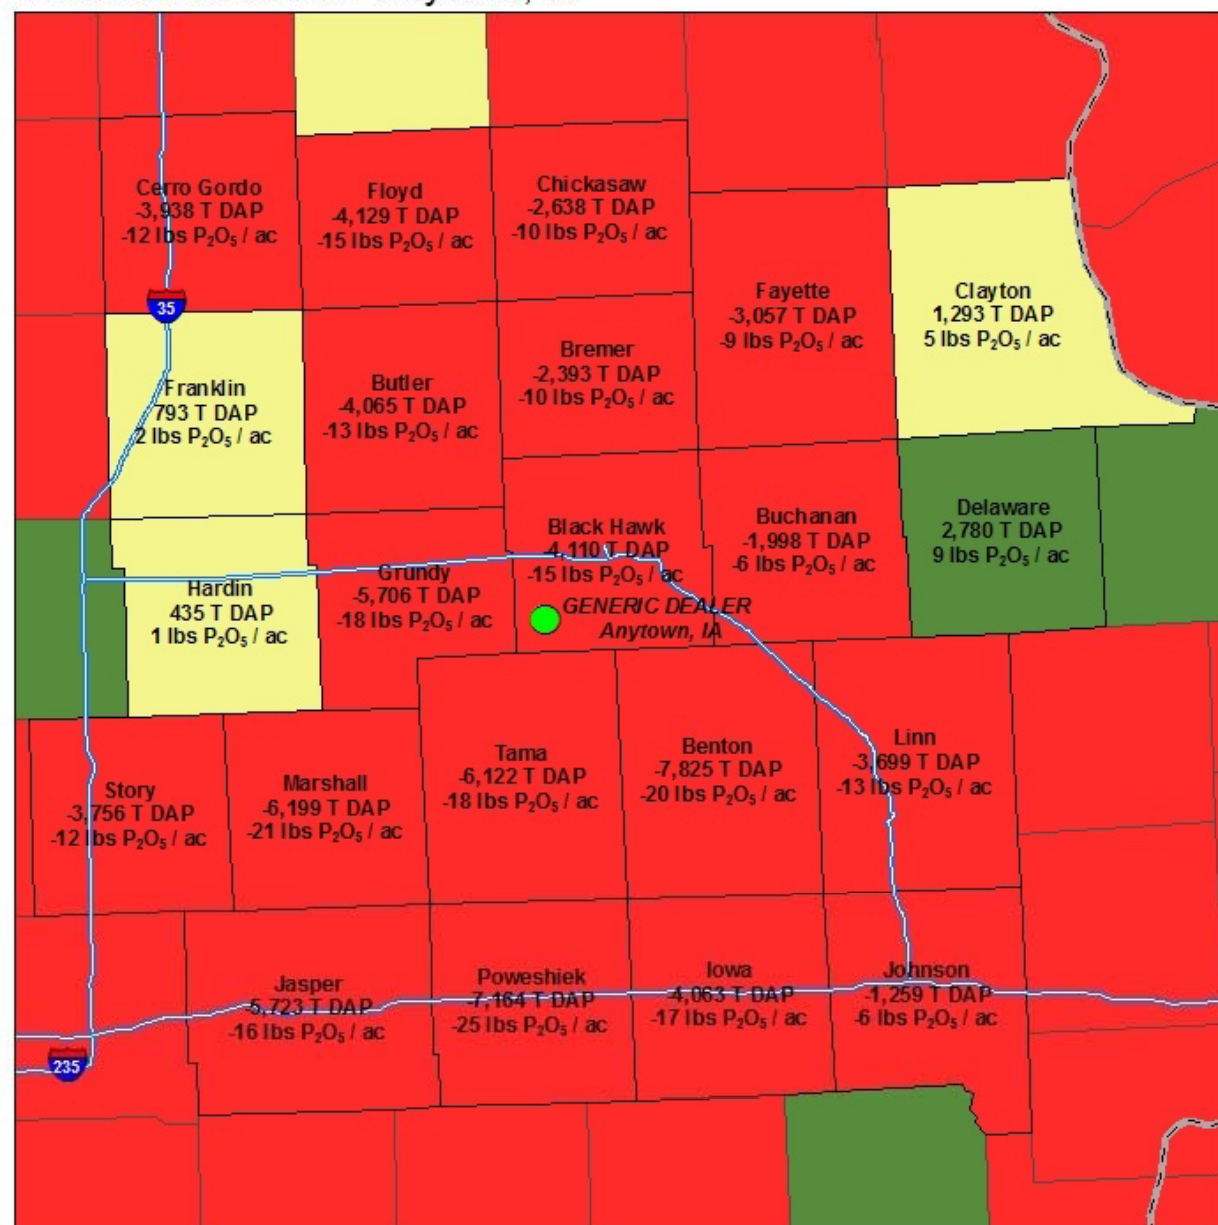 Cerro Gordo
-3,938 T DAP
-12 lbs P₂O₅ / ac
Floyd
-4,129 T DAP
-15 lbs P₂O₅ / ac
Chickasaw
-2,638 T DAP
-10 lbs P₂O₅ / ac
Fayette
-3,057 T DAP
-9 lbs P₂O₅ / ac
Clayton
1,293 T DAP
5 lbs P₂O₅ / ac
35
Franklin
793 T DAP
2 lbs P₂O₅ / ac
Butler
-4,065 T DAP
-13 lbs P₂O₅ / ac
Bremer
-2,393 T DAP
-10 lbs P₂O₅ / ac
Black Hawk
-4,110 T DAP
-15 lbs P₂O₅ / ac
Buchanan
-1,998 T DAP
-6 lbs P₂O₅ / ac
Delaware
2,780 T DAP
9 lbs P₂O₅ / ac
Hardin
435 T DAP
1 lbs P₂O₅ / ac
Grundy
-5,706 T DAP
-18 lbs P₂O₅ / ac
GENERIC DEALER
Anytown, IA
Story
-3,756 T DAP
-12 lbs P₂O₅ / ac
Marshall
-6,199 T DAP
-21 lbs P₂O₅ / ac
Tama
-6,122 T DAP
-18 lbs P₂O₅ / ac
Benton
-7,825 T DAP
-20 lbs P₂O₅ / ac
Linn
-3,699 T DAP
-13 lbs P₂O₅ / ac
Jasper
-5,723 T DAP
-16 lbs P₂O₅ / ac
Poweshiek
-7,164 T DAP
-25 lbs P₂O₅ / ac
Iowa
-4,063 T DAP
-17 lbs P₂O₅ / ac
Johnson
-1,259 T DAP
-6 lbs P₂O₅ / ac
235